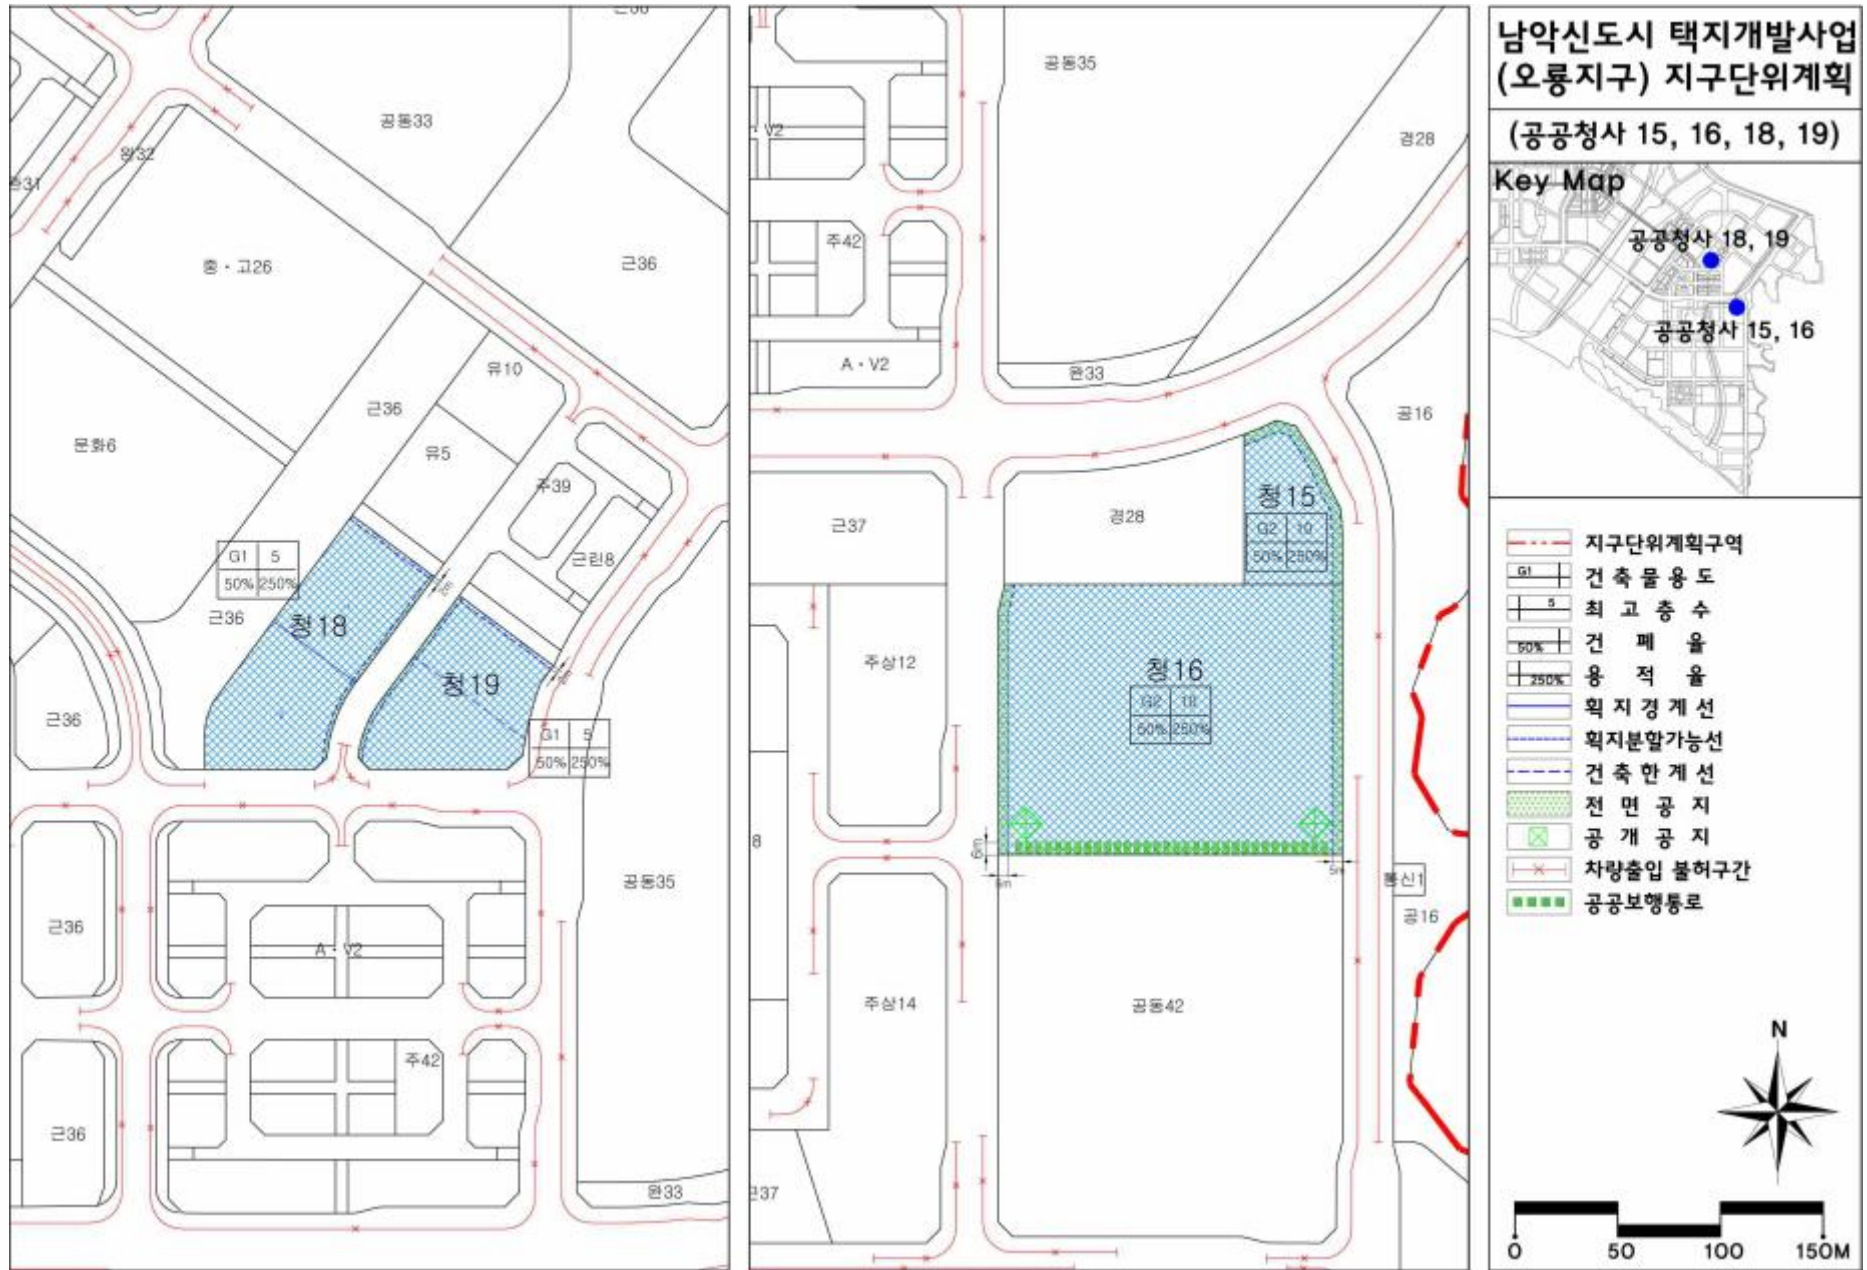 공동33
완32
중·고26
근36
유10
근36
유5
문화6
주39
G1 5
50% 250%
근린8
2m
근36
청18
청19
근36
G1 5
50% 250%
공동35
근36
A·V2
주42
근36
완33
공동35
경28
·V2
주42
A·V2
완33
공16
청15
G2 10
50% 250%
근37
경28
주상12
청16
G2 10
50% 250%
6m
5m
통신1
공16
주상14
공동42
남악신도시 택지개발사업
(오룡지구) 지구단위계획
(공공청사 15, 16, 18, 19)
Key Map
공공청사 18, 19
공공청사 15, 16
지구단위계획구역
G1 건축물용도
5 최고층수
50% 건폐율
250% 용적율
획지경계선
획지분할가능선
건축한계선
전면공지
공개공지
차량출입 불허구간
공공보행통로
N
0 50 100 150M